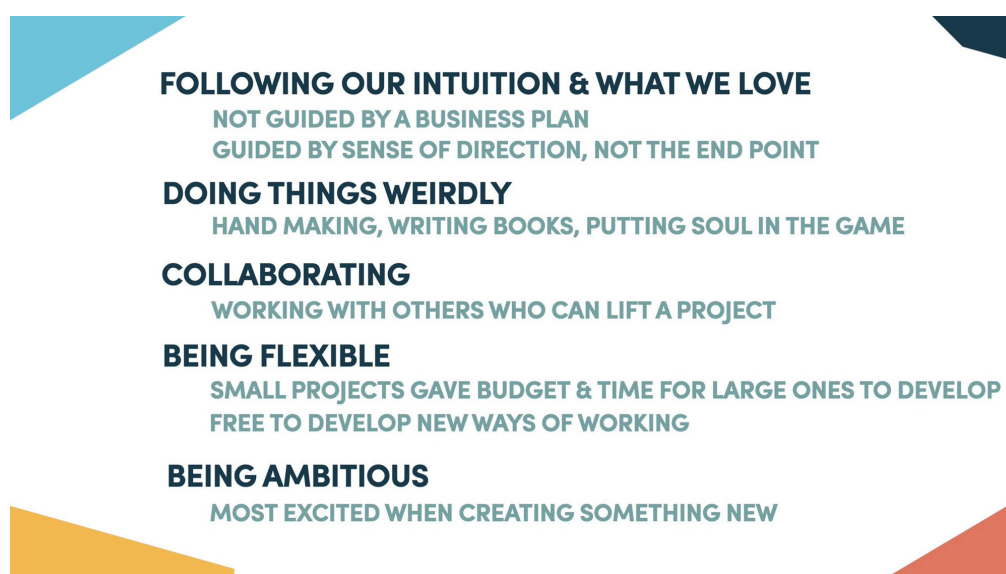 FOLLOWING OUR INTUITION & WHAT WE LOVE
NOT GUIDED BY A BUSINESS PLAN
GUIDED BY SENSE OF DIRECTION, NOT THE END POINT
DOING THINGS WEIRDLY
HAND MAKING, WRITING BOOKS, PUTTING SOUL IN THE GAME
COLLABORATING
WORKING WITH OTHERS WHO CAN LIFT A PROJECT
BEING FLEXIBLE
SMALL PROJECTS GAVE BUDGET & TIME FOR LARGE ONES TO DEVELOP
FREE TO DEVELOP NEW WAYS OF WORKING
BEING AMBITIOUS
MOST EXCITED WHEN CREATING SOMETHING NEW